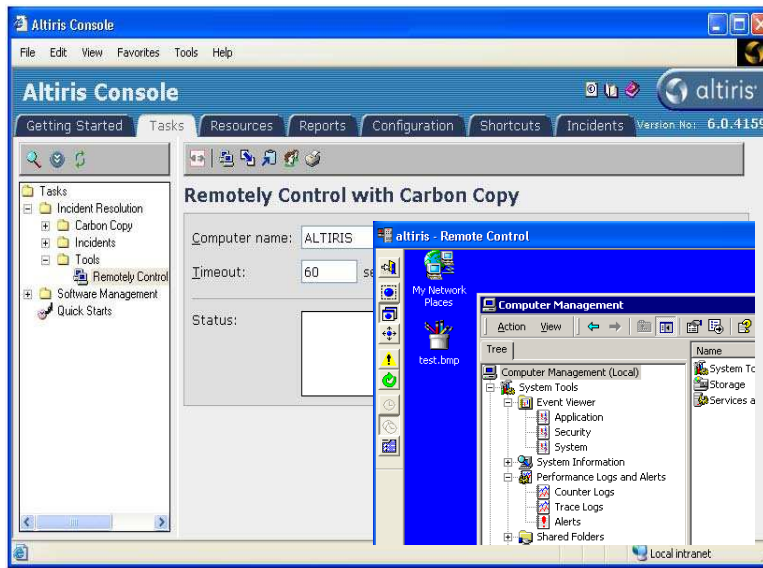 Altiris Console
File Edit View Favorites Tools Help
Altiris Console
altiris
Getting Started Tasks Resources Reports Configuration Shortcuts Incidents Version No: 6.0.4159
Tasks
Incident Resolution
Carbon Copy
Incidents
Tools
Remotely Control
Software Management
Quick Starts
Remotely Control with Carbon Copy
Computer name: ALTIRIS
Timeout: 60 se
Status:
altiris - Remote Control
My Network
Places
test.bmp
Computer Management
Action View
Tree
Computer Management (Local)
System Tools
Event Viewer
Application
Security
System
System Information
Performance Logs and Alerts
Counter Logs
Trace Logs
Alerts
Shared Folders
Name
System To
Storage
Services a
Local intranet